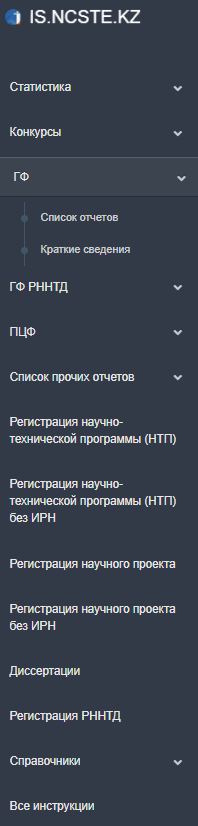 IS.NCSTE.KZ
Статистика
Конкурсы
ГФ
Список отчетов
Краткие сведения
ГФ РННТД
ПЦФ
Список прочих отчетов
Регистрация научно-
технической программы (НТП)
Регистрация научно-
технической программы (НТП)
без ИРН
Регистрация научного проекта
Регистрация научного проекта
без ИРН
Диссертации
Регистрация РННТД
Справочники
Все инструкции